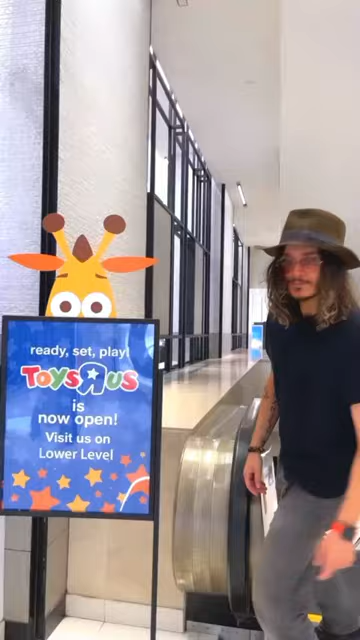 ready, set, play!
Toys R Us
is
now open!
Visit us on
Lower Level